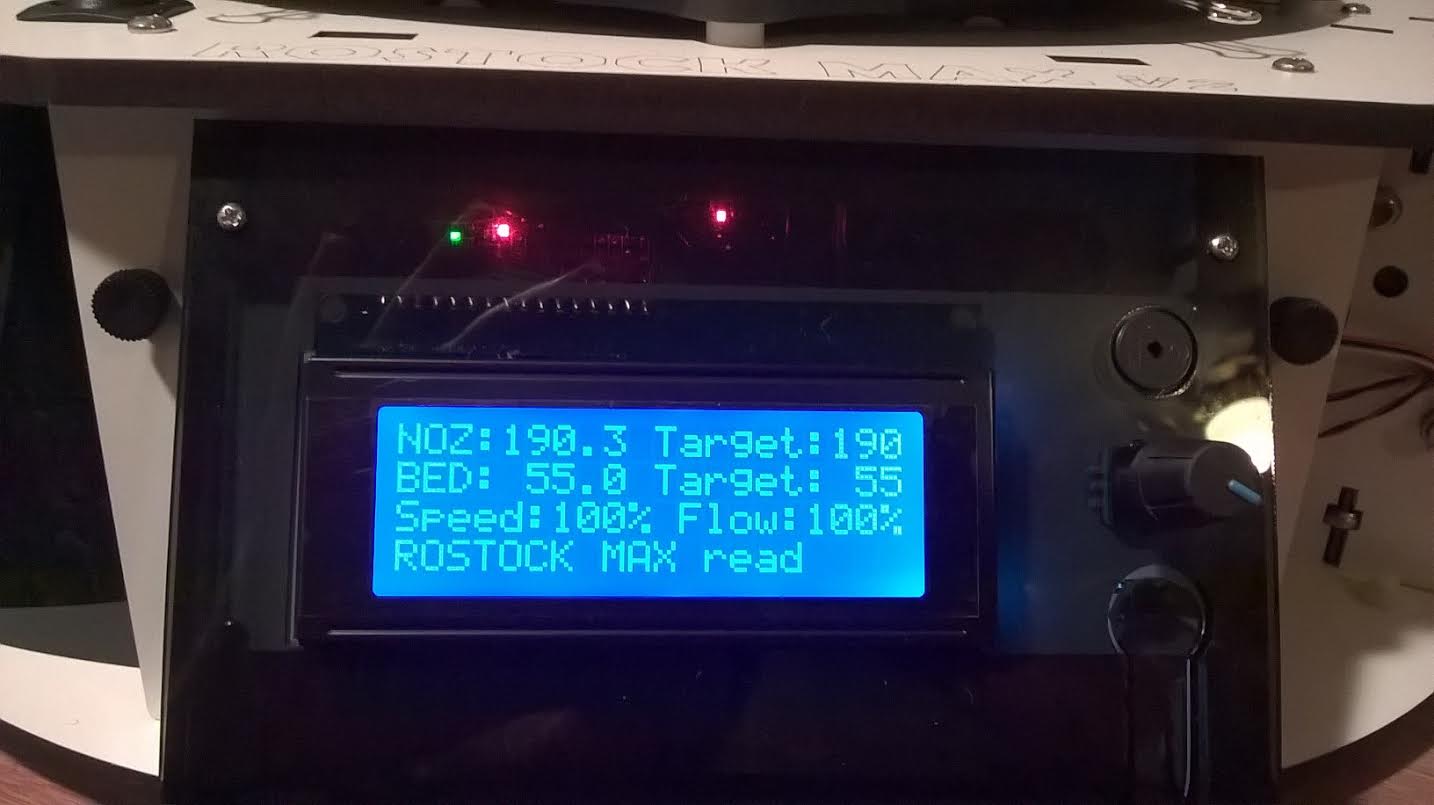 ROSTOCK MAX V2
NOZ:190.3 Target:190
BED: 55.0 Target: 55
Speed:100% Flow:100%
ROSTOCK MAX read